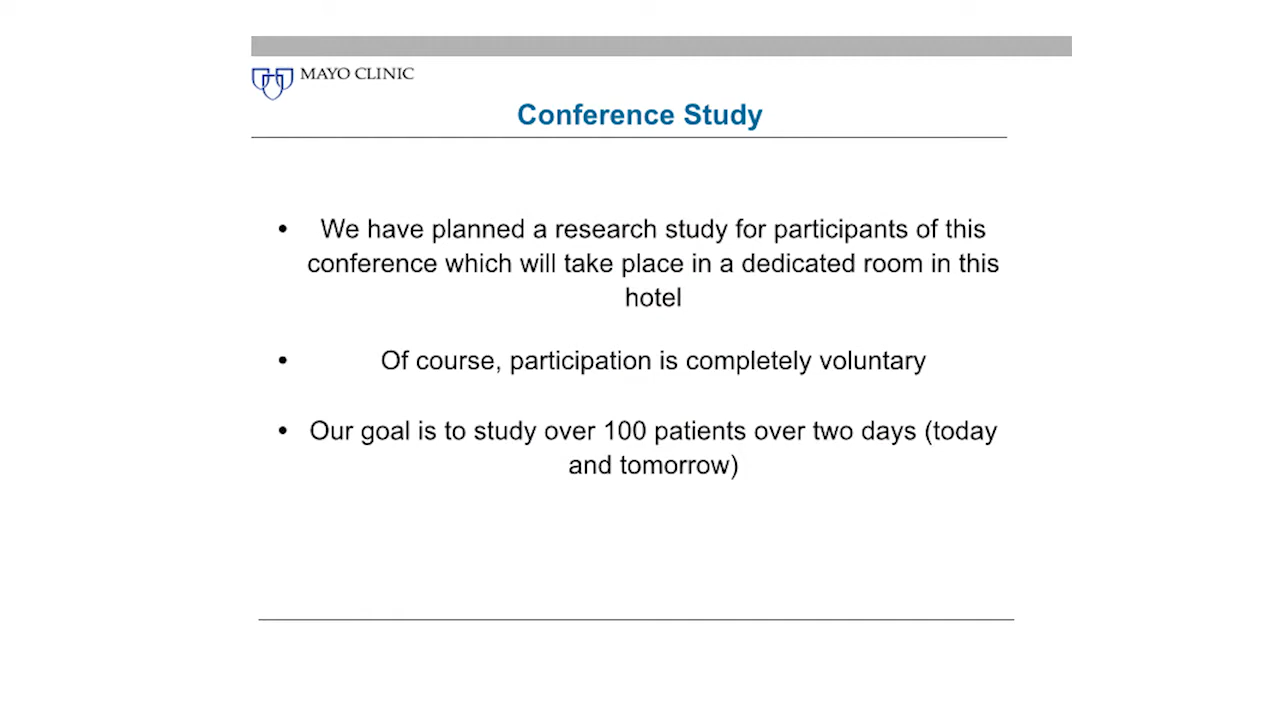 MAYO CLINIC
Conference Study
• We have planned a research study for participants of this
conference which will take place in a dedicated room in this
hotel
• Of course, participation is completely voluntary
• Our goal is to study over 100 patients over two days (today
and tomorrow)